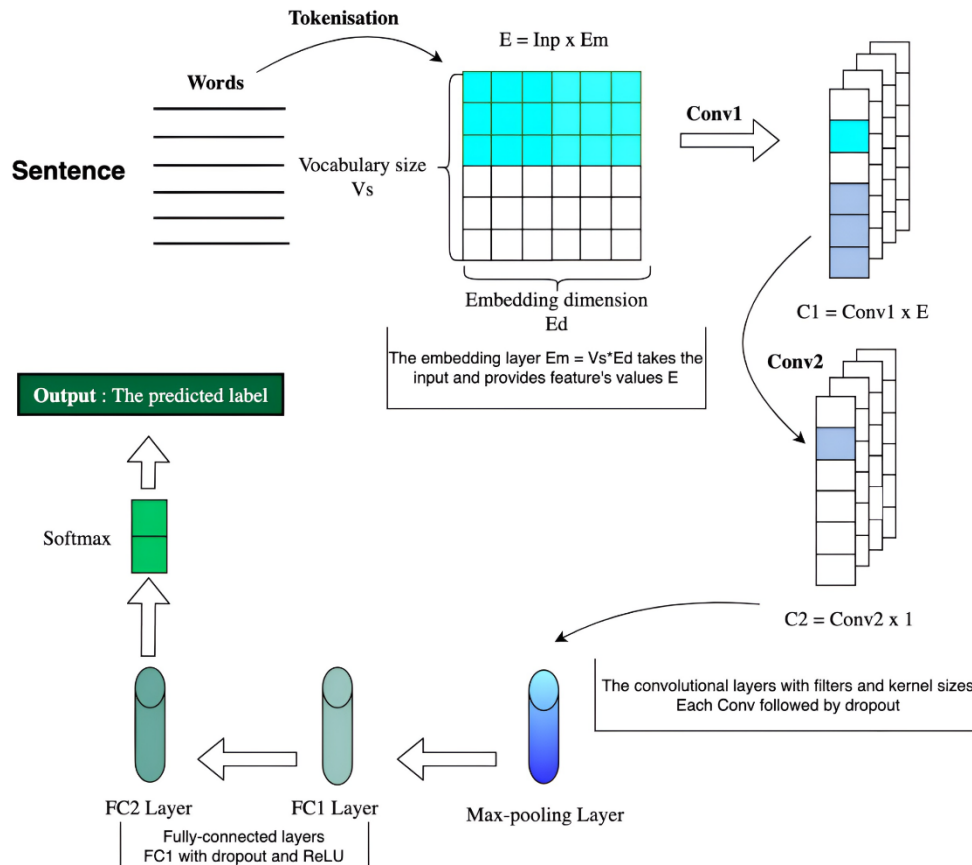 Tokenisation
Words
Sentence
E = Inp x Em
Vocabulary size
Vs
Embedding dimension
Ed
The embedding layer Em = Vs*Ed takes the
input and provides feature's values E
Conv1
C1 = Conv1 x E
Conv2
C2 = Conv2 x 1
The convolutional layers with filters and kernel sizes
Each Conv followed by dropout
Max-pooling Layer
FC1 Layer
FC2 Layer
Fully-connected layers
FC1 with dropout and ReLU
Softmax
Output : The predicted label